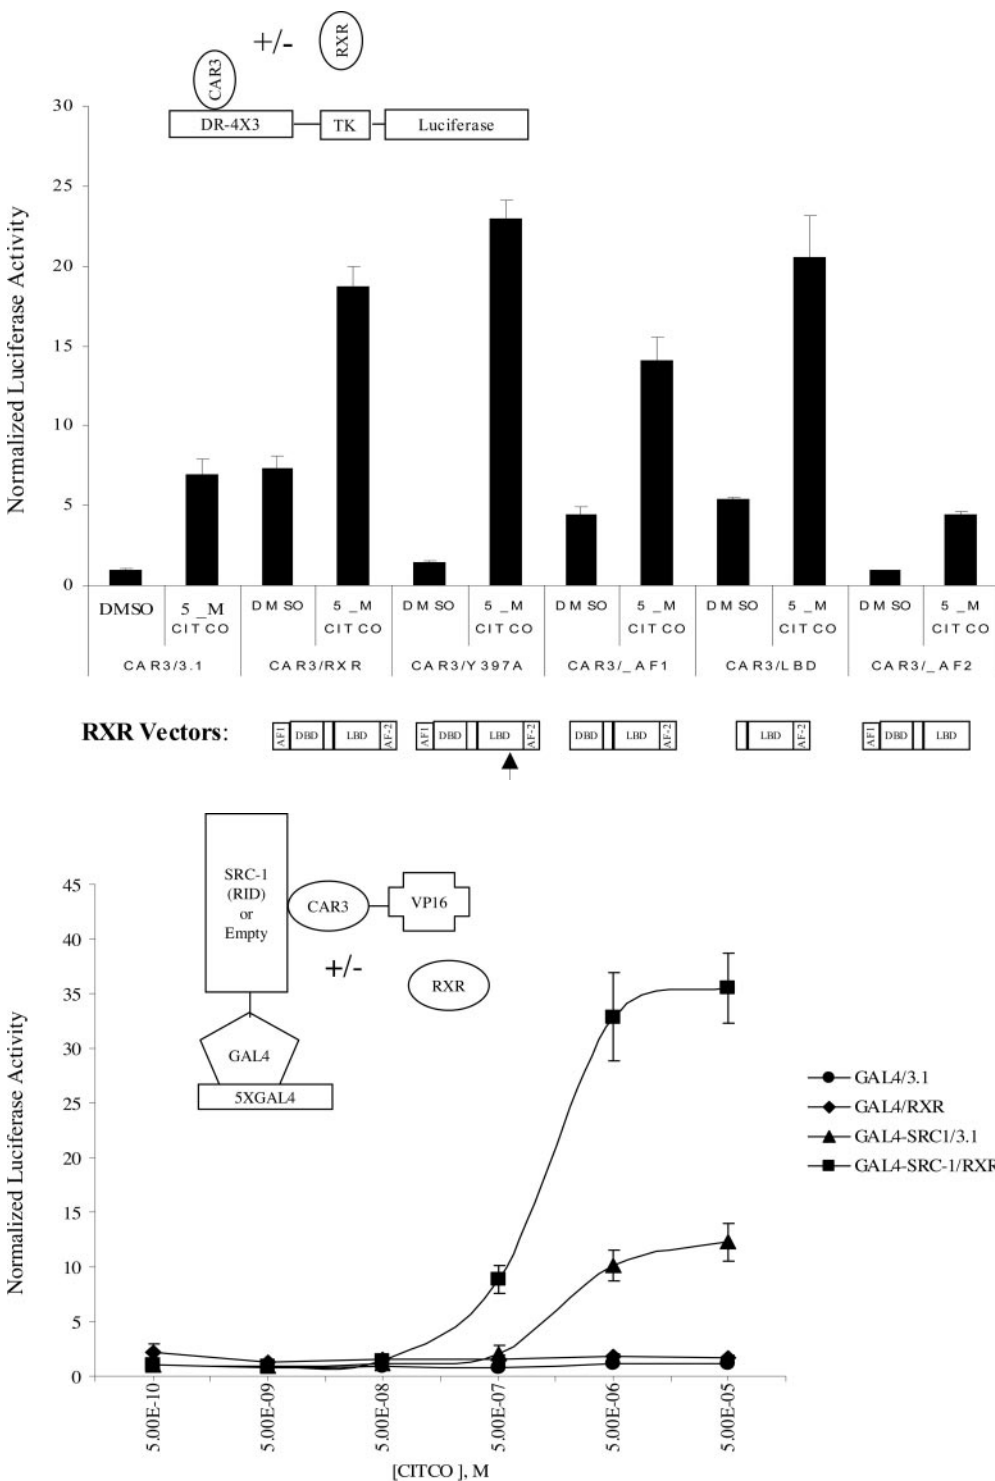 +/-
RXR
CAR3
DR-4X3
TK
Luciferase
Normalized Luciferase Activity
30
25
20
15
10
5
0
DMSO
5 _M
CITCO
DMSO
5 _M
CITCO
DMSO
5 _M
CITCO
DMSO
5 _M
CITCO
DMSO
5 _M
CITCO
DMSO
5 _M
CITCO
CAR3/3.1
CAR3/RXR
CAR3/Y397A
CAR3/_AF1
CAR3/LBD
CAR3/_AF2
RXR Vectors:
AF1 DBD LBD AF-2
AF1 DBD LBD AF-2
DBD LBD AF-2
LBD AF-2
AF1 DBD LBD
SRC-1
(RID)
or
Empty
CAR3
VP16
+/-
RXR
GAL4
5XGAL4
Normalized Luciferase Activity
45
40
35
30
25
20
15
10
5
0
GAL4/3.1
GAL4/RXR
GAL4-SRC1/3.1
GAL4-SRC-1/RXR
5.00E-10
5.00E-09
5.00E-08
5.00E-07
5.00E-06
5.00E-05
[CITCO ], M